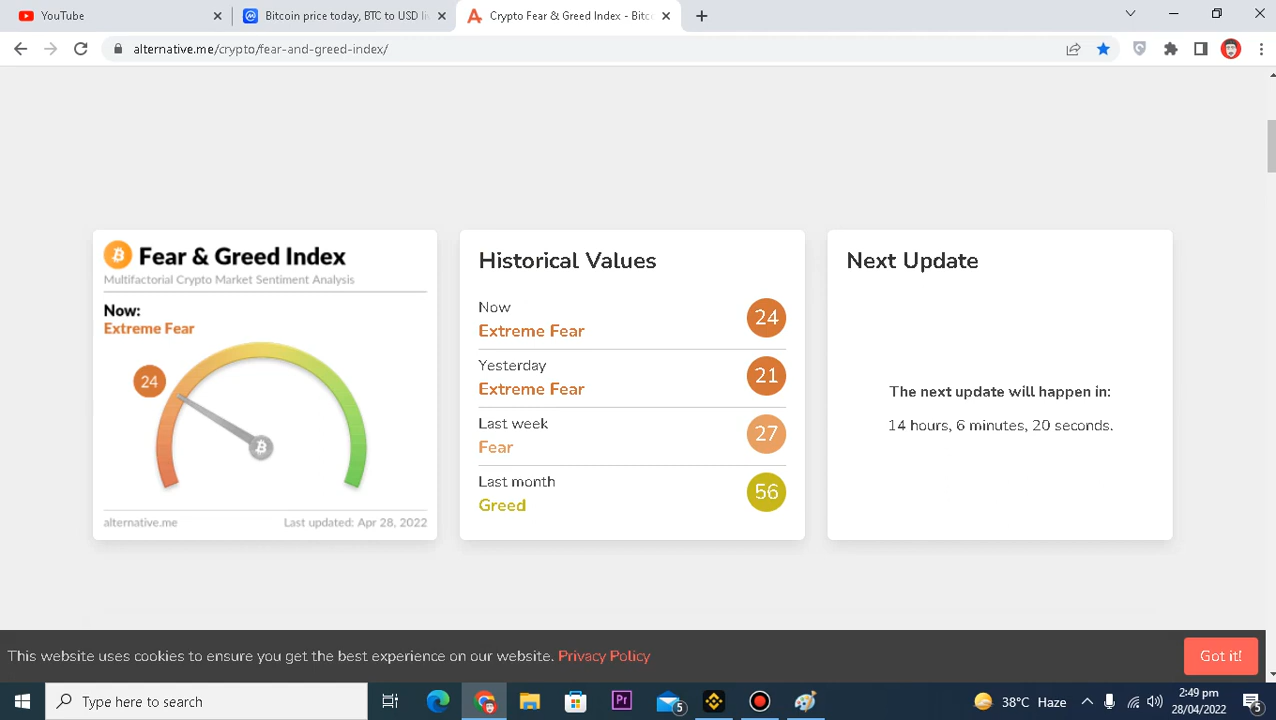 YouTube
Bitcoin price today, BTC to USD li
Crypto Fear & Greed Index - Bitc
alternative.me/crypto/fear-and-greed-index/
Fear & Greed Index
Multifactorial Crypto Market Sentiment Analysis
Now:
Extreme Fear
24
alternative.me
Last updated: Apr 28, 2022
Historical Values
Now
Extreme Fear
24
Yesterday
Extreme Fear
21
Last week
Fear
27
Last month
Greed
56
Next Update
The next update will happen in:
14 hours, 6 minutes, 20 seconds.
This website uses cookies to ensure you get the best experience on our website. Privacy Policy
Got it!
Type here to search
Pr
5
38°C Haze
2:49 pm
28/04/2022
5